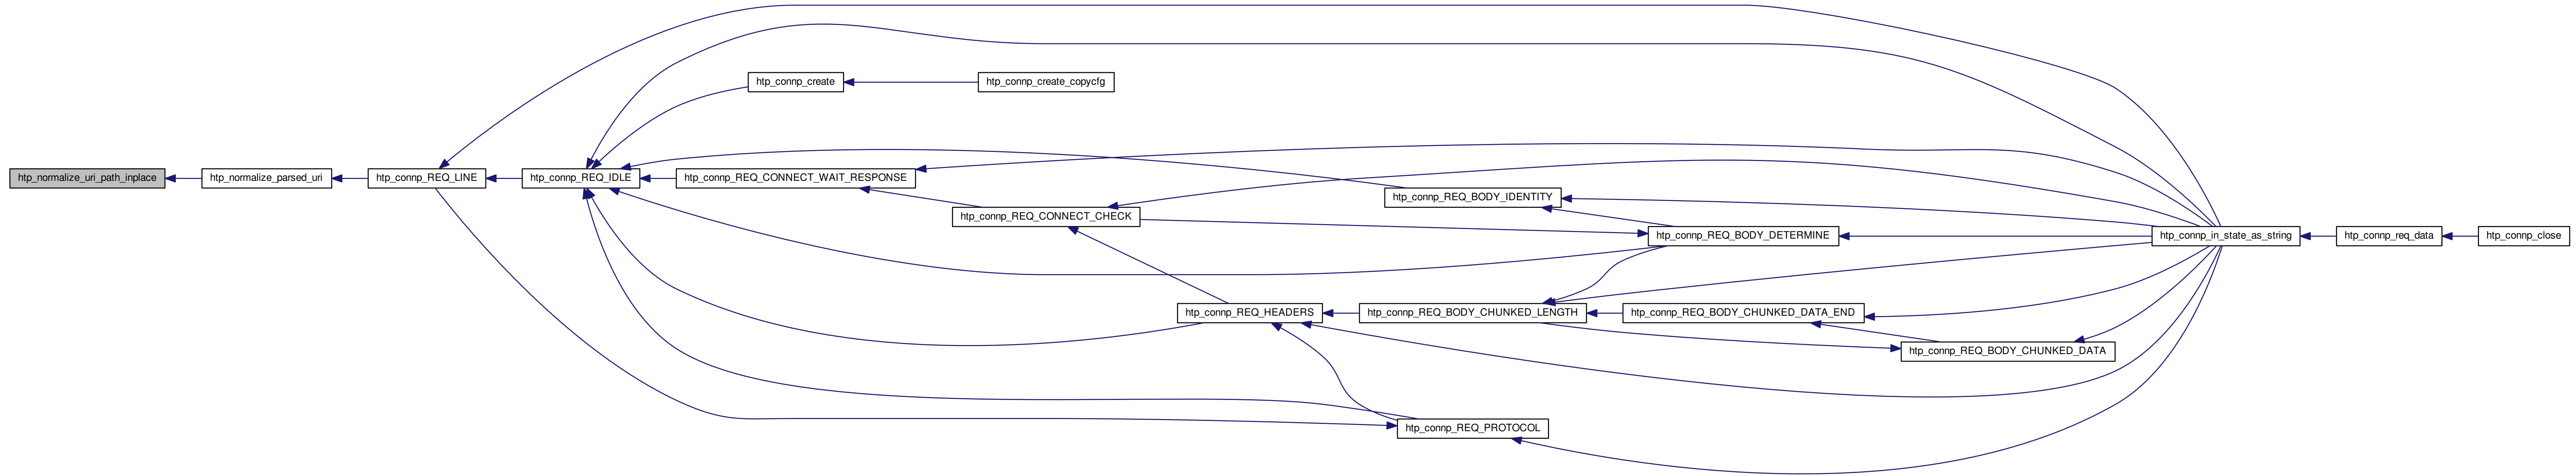 htp_connp_create
htp_connp_create_copycfg
htp_normalize_uri_path_inplace
htp_normalize_parsed_uri
htp_connp_REQ_LINE
htp_connp_REQ_IDLE
htp_connp_REQ_CONNECT_WAIT_RESPONSE
htp_connp_REQ_BODY_IDENTITY
htp_connp_REQ_CONNECT_CHECK
htp_connp_REQ_BODY_DETERMINE
htp_connp_in_state_as_string
htp_connp_req_data
htp_connp_close
htp_connp_REQ_HEADERS
htp_connp_REQ_BODY_CHUNKED_LENGTH
htp_connp_REQ_BODY_CHUNKED_DATA_END
htp_connp_REQ_BODY_CHUNKED_DATA
htp_connp_REQ_PROTOCOL